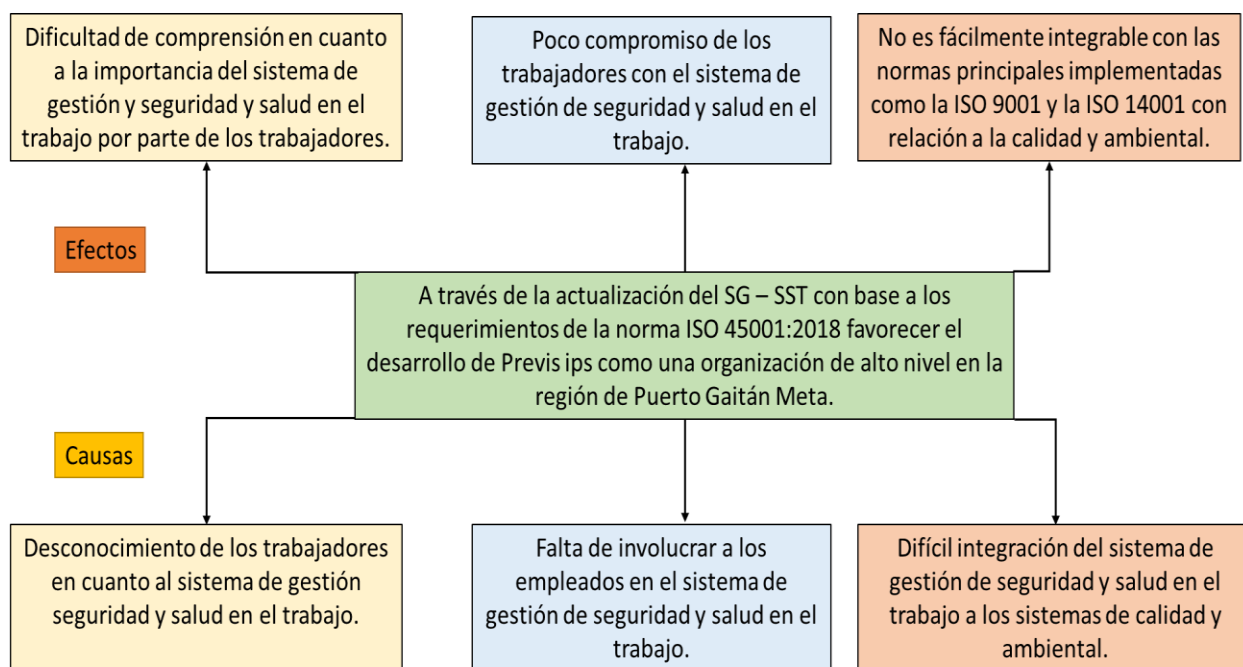 Dificultad de comprensión en cuanto
a la importancia del sistema de
gestión y seguridad y salud en el
trabajo por parte de los trabajadores.
Poco compromiso de los
trabajadores con el sistema de
gestión de seguridad y salud en el
trabajo.
No es fácilmente integrable con las
normas principales implementadas
como la ISO 9001 y la ISO 14001 con
relación a la calidad y ambiental.
Efectos
A través de la actualización del SG – SST con base a los
requerimientos de la norma ISO 45001:2018 favorecer el
desarrollo de Previs ips como una organización de alto nivel en la
región de Puerto Gaitán Meta.
Causas
Desconocimiento de los trabajadores
en cuanto al sistema de gestión
seguridad y salud en el trabajo.
Falta de involucrar a los
empleados en el sistema de
gestión de seguridad y salud en el
trabajo.
Difícil integración del sistema de
gestión de seguridad y salud en el
trabajo a los sistemas de calidad y
ambiental.